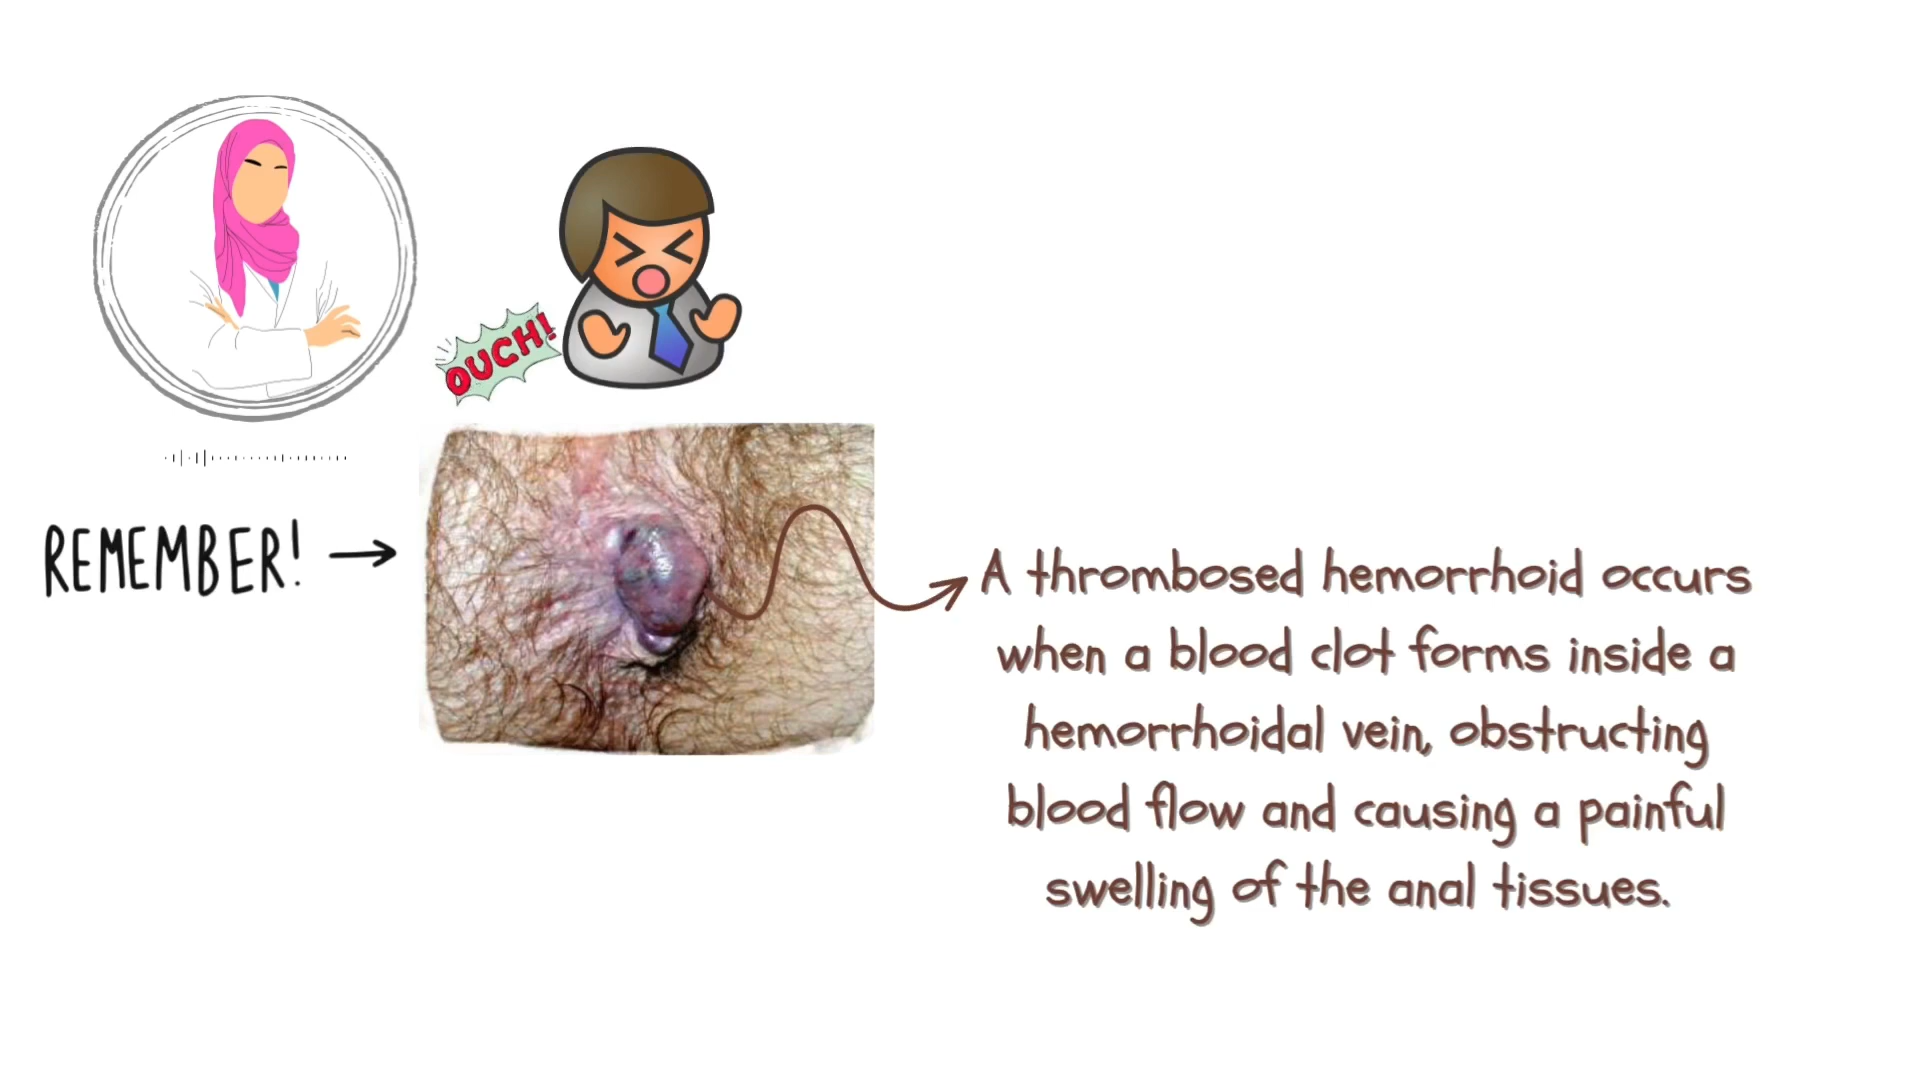 OUCH!
REMEMBER!
A thrombosed hemorrhoid occurs
when a blood clot forms inside a
hemorrhoidal vein, obstructing
blood flow and causing a painful
swelling of the anal tissues.